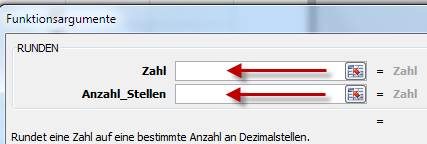 Funktionsargumente
RUNDEN
Zahl = Zahl
Anzahl_Stellen = Zahl
=
Rundet eine Zahl auf eine bestimmte Anzahl an Dezimalstellen.